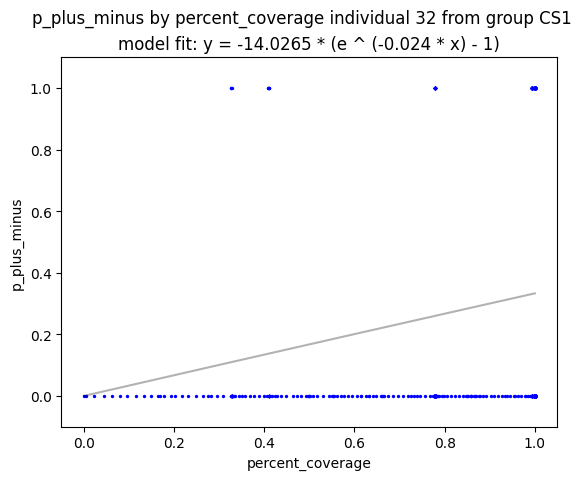 p_plus_minus by percent_coverage individual 32 from group CS1
model fit: y = -14.0265 * (e ^ (-0.024 * x) - 1)
1.0
0.8
0.6
0.4
0.2
0.0
p_plus_minus
0.0 0.2 0.4 0.6 0.8 1.0
percent_coverage